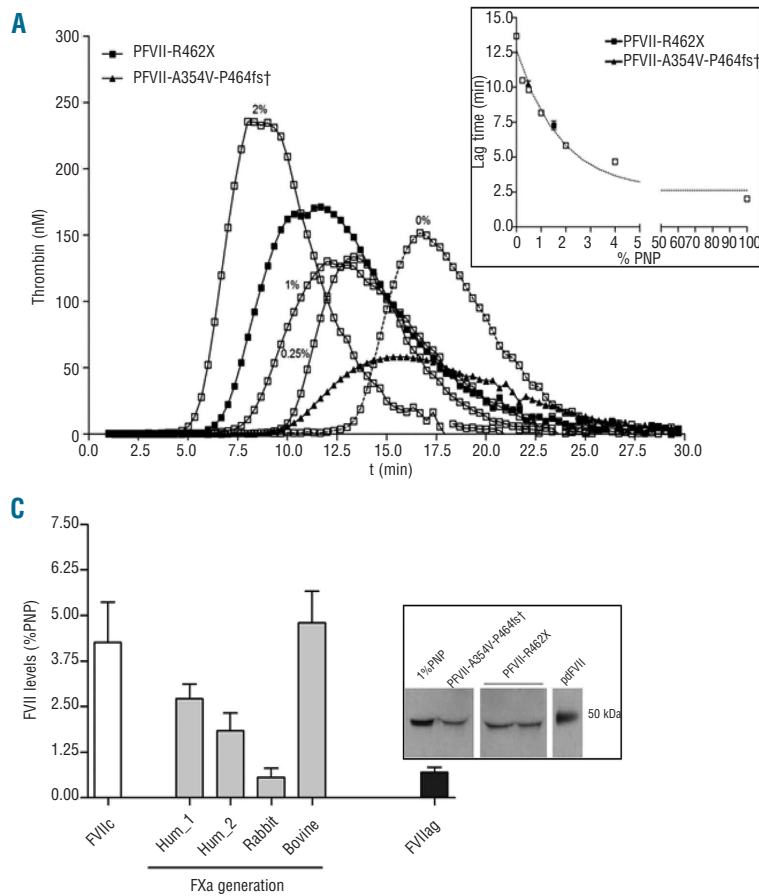 A
PFVII-R462X
PFVII-A354V-P464fs†
Thrombin (nM)
300
250
200
150
100
50
0
2%
1%
0.25%
0%
0.0 2.5 5.0 7.5 10.0 12.5 15.0 17.5 20.0 22.5 25.0 27.5 30.0
t (min)
PFVII-R462X
PFVII-A354V-P464fs†
Lag time (min)
15.0
12.5
10.0
7.5
5.0
2.5
0.0
0 1 2 3 4 5 50 60 70 80 90 100
% PNP
C
FVII levels (%PNP)
7.50
6.25
5.00
3.75
2.50
1.25
0.00
FVIIc
Hum_1
Hum_2
Rabbit
Bovine
FVIIag
FXa generation
1%PNP
PFVII-A354V-P464fs†
PFVII-R462X
pdFVII
50 kDa